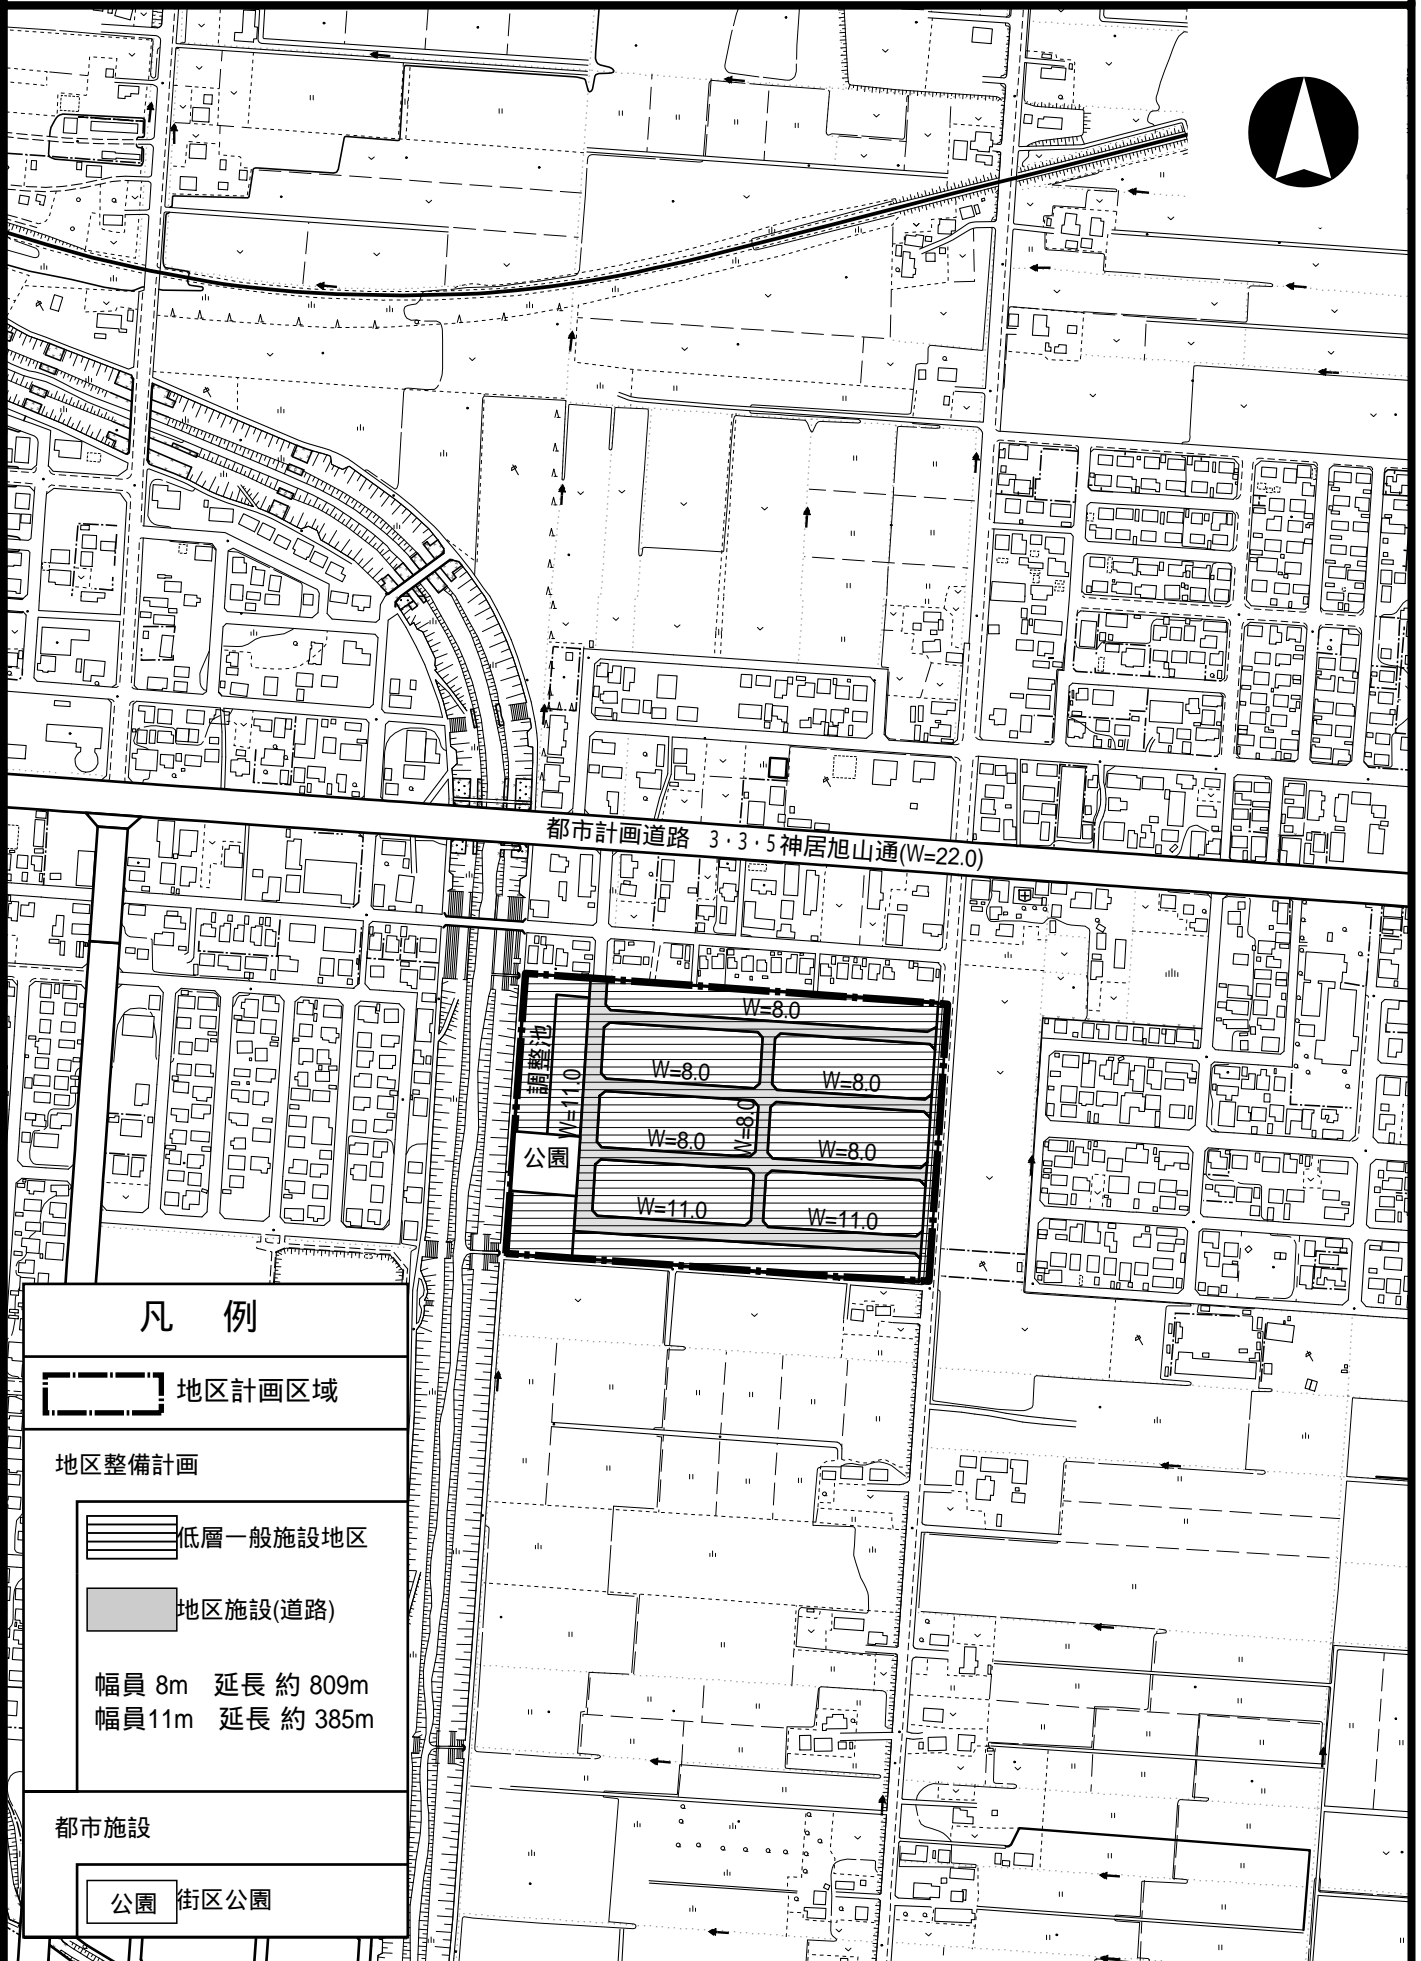 都市計画道路 3・3・5神居旭山通(W=22.0)
W=8.0
調整池
W=11.0
W=8.0
W=8.0
W=8.0
W=8.0
W=8.0
公園
W=11.0
W=11.0
凡 例
地区計画区域
地区整備計画
低層一般施設地区
地区施設(道路)
幅員 8m 延長 約 809m
幅員11m 延長 約 385m
都市施設
公園 街区公園